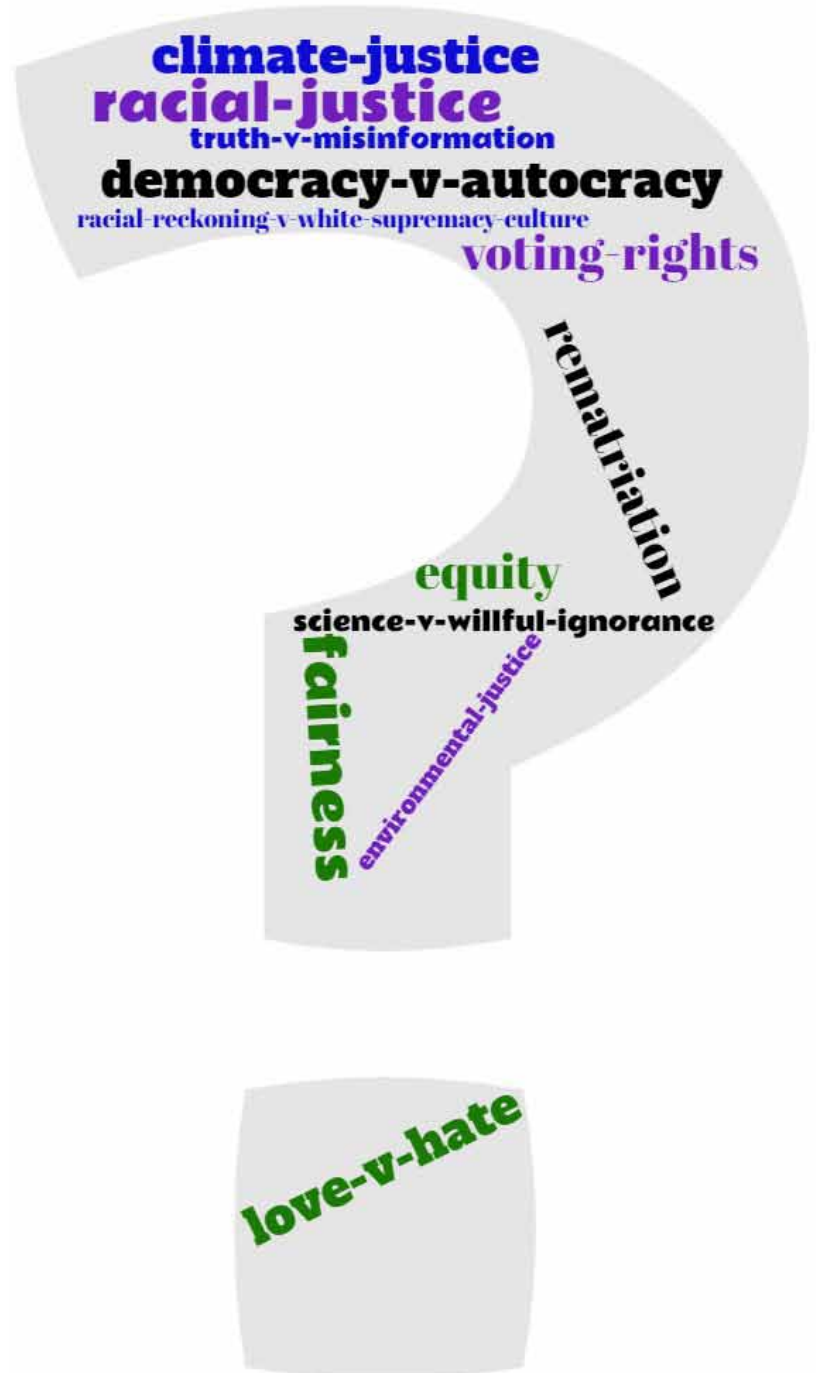 climate-justice
racial-justice
truth-v-misinformation
democracy-v-autocracy
racial-reckoning-v-white-supremacy-culture
voting-rights
rematriation
equity
science-v-willful-ignorance
fairness
environmental-justice
love-v-hate